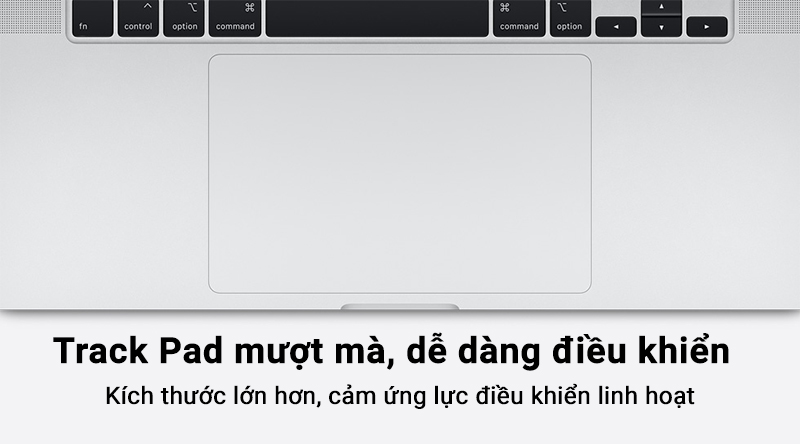 fn control option command command option
Track Pad mượt mà, dễ dàng điều khiển
Kích thước lớn hơn, cảm ứng lực điều khiển linh hoạt